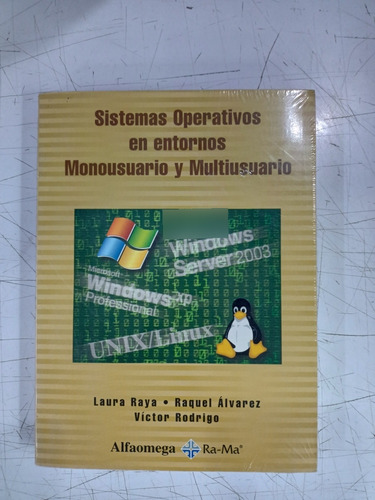 Sistemas Operativos
en entornos
Monousuario y Multiusuario
Windows
Server 2003
Microsoft
Windows xp
Professional
UNIX/Linux
Laura Raya • Raquel Álvarez
Víctor Rodrigo
Alfaomega Ra-Ma®